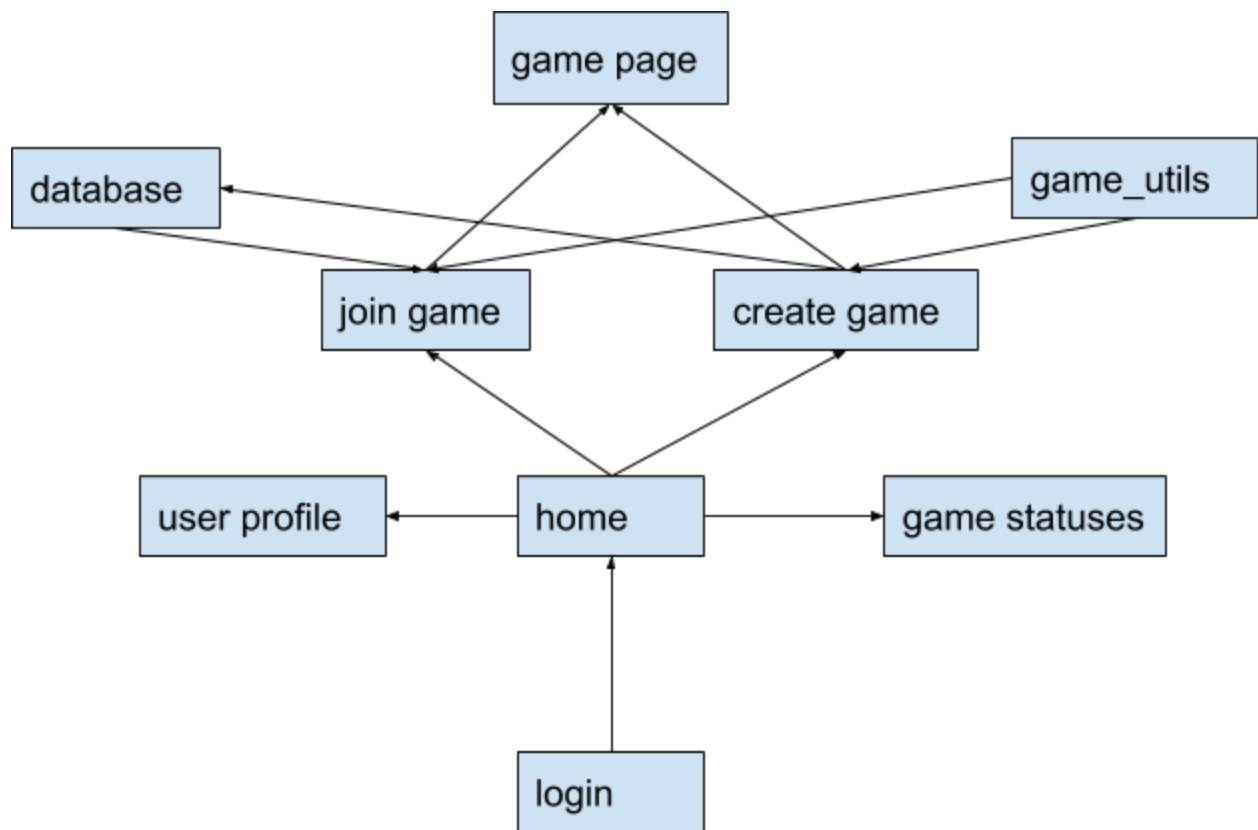 game page
database
game_utils
join game
create game
user profile
home
game statuses
login